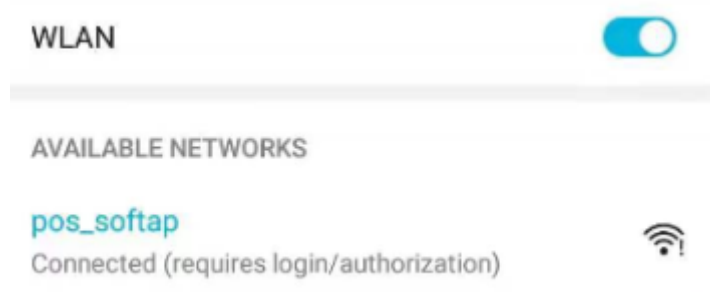 WLAN
AVAILABLE NETWORKS
pos_softap
Connected (requires login/authorization)